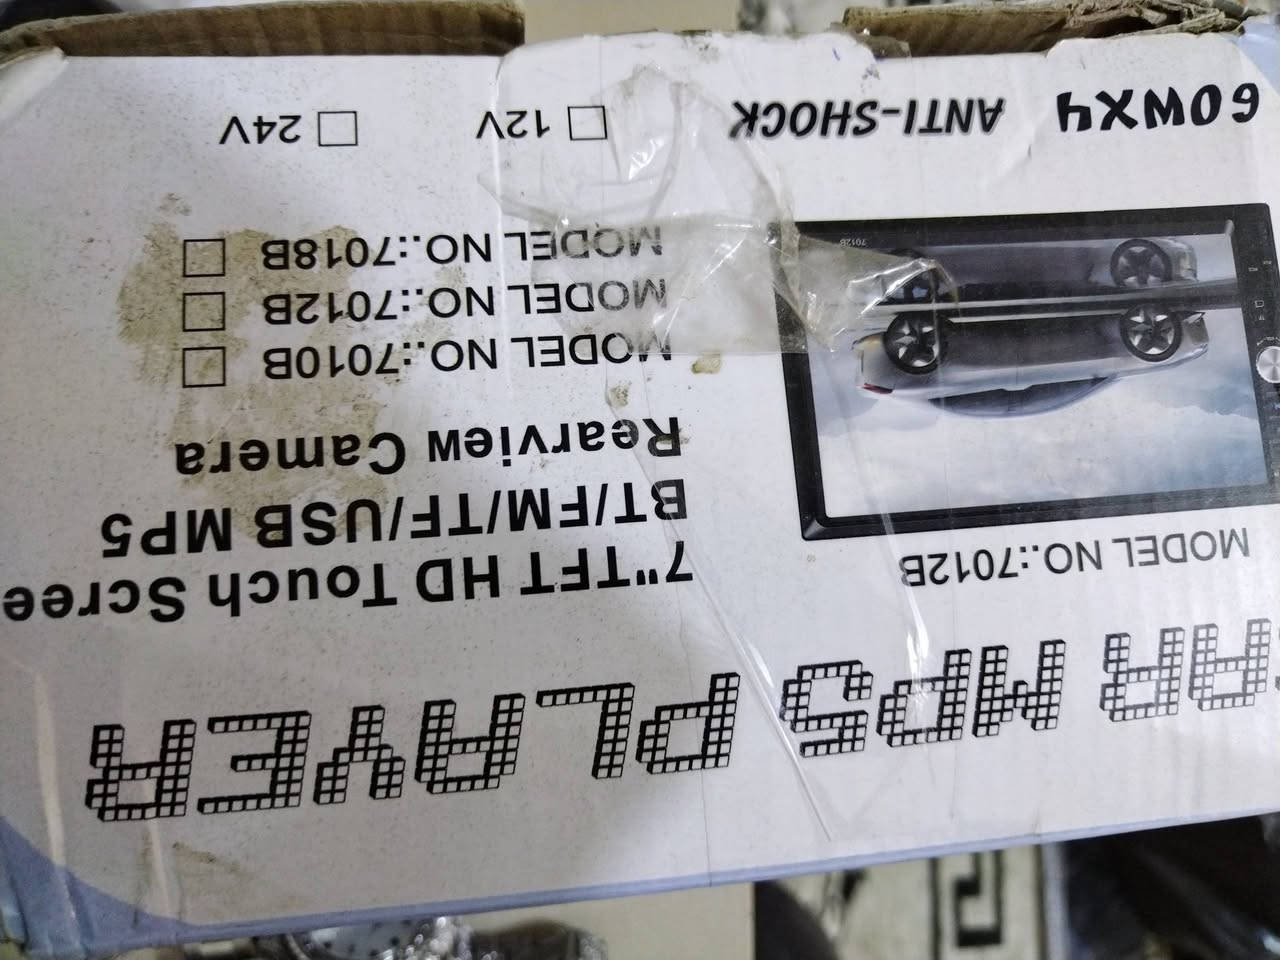 CAR MP5 PLAYER
MODEL NO.:7012B
7"TFT HD Touch Scree
BT/FM/TF/USB MP5
Rearview Camera
MODEL NO.:7010B
MODEL NO.:7012B
MODEL NO.:7018B
7012B
60WX4 ANTI-SHOCK 12V 24V